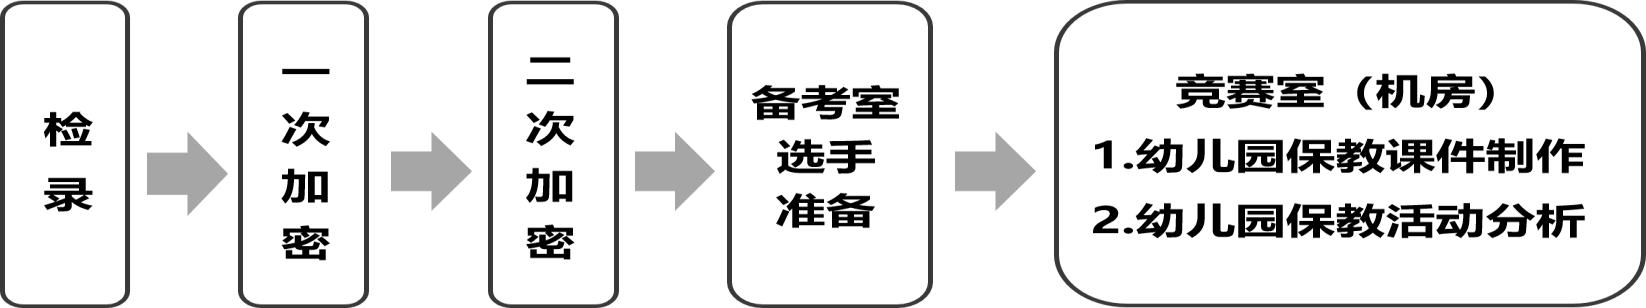 检录
一次加密
二次加密
备考室
选手
准备
竞赛室（机房）
1.幼儿园保教课件制作
2.幼儿园保教活动分析